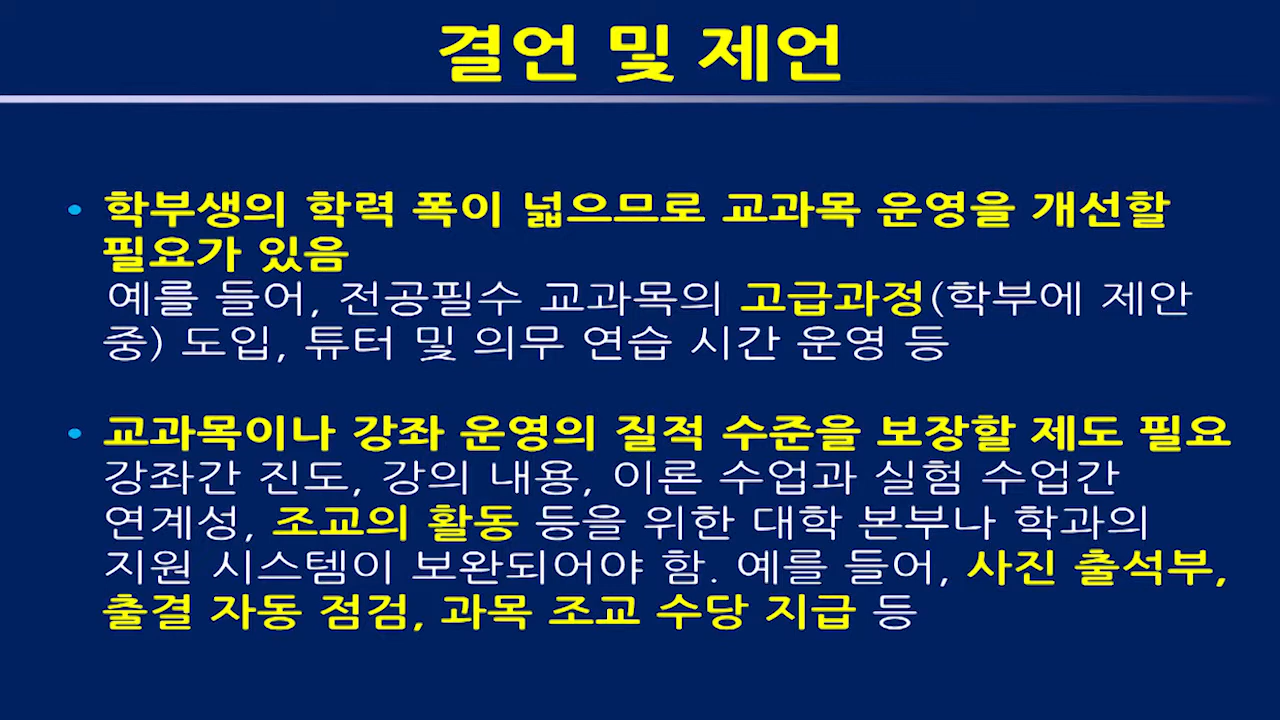 결언 및 제언
• 학부생의 학력 폭이 넓으므로 교과목 운영을 개선할
필요가 있음
예를 들어, 전공필수 교과목의 고급과정(학부에 제안
중) 도입, 튜터 및 의무 연습 시간 운영 등
• 교과목이나 강좌 운영의 질적 수준을 보장할 제도 필요
강좌간 진도, 강의 내용, 이론 수업과 실험 수업간
연계성, 조교의 활동 등을 위한 대학 본부나 학과의
지원 시스템이 보완되어야 함. 예를 들어, 사진 출석부,
출결 자동 점검, 과목 조교 수당 지급 등